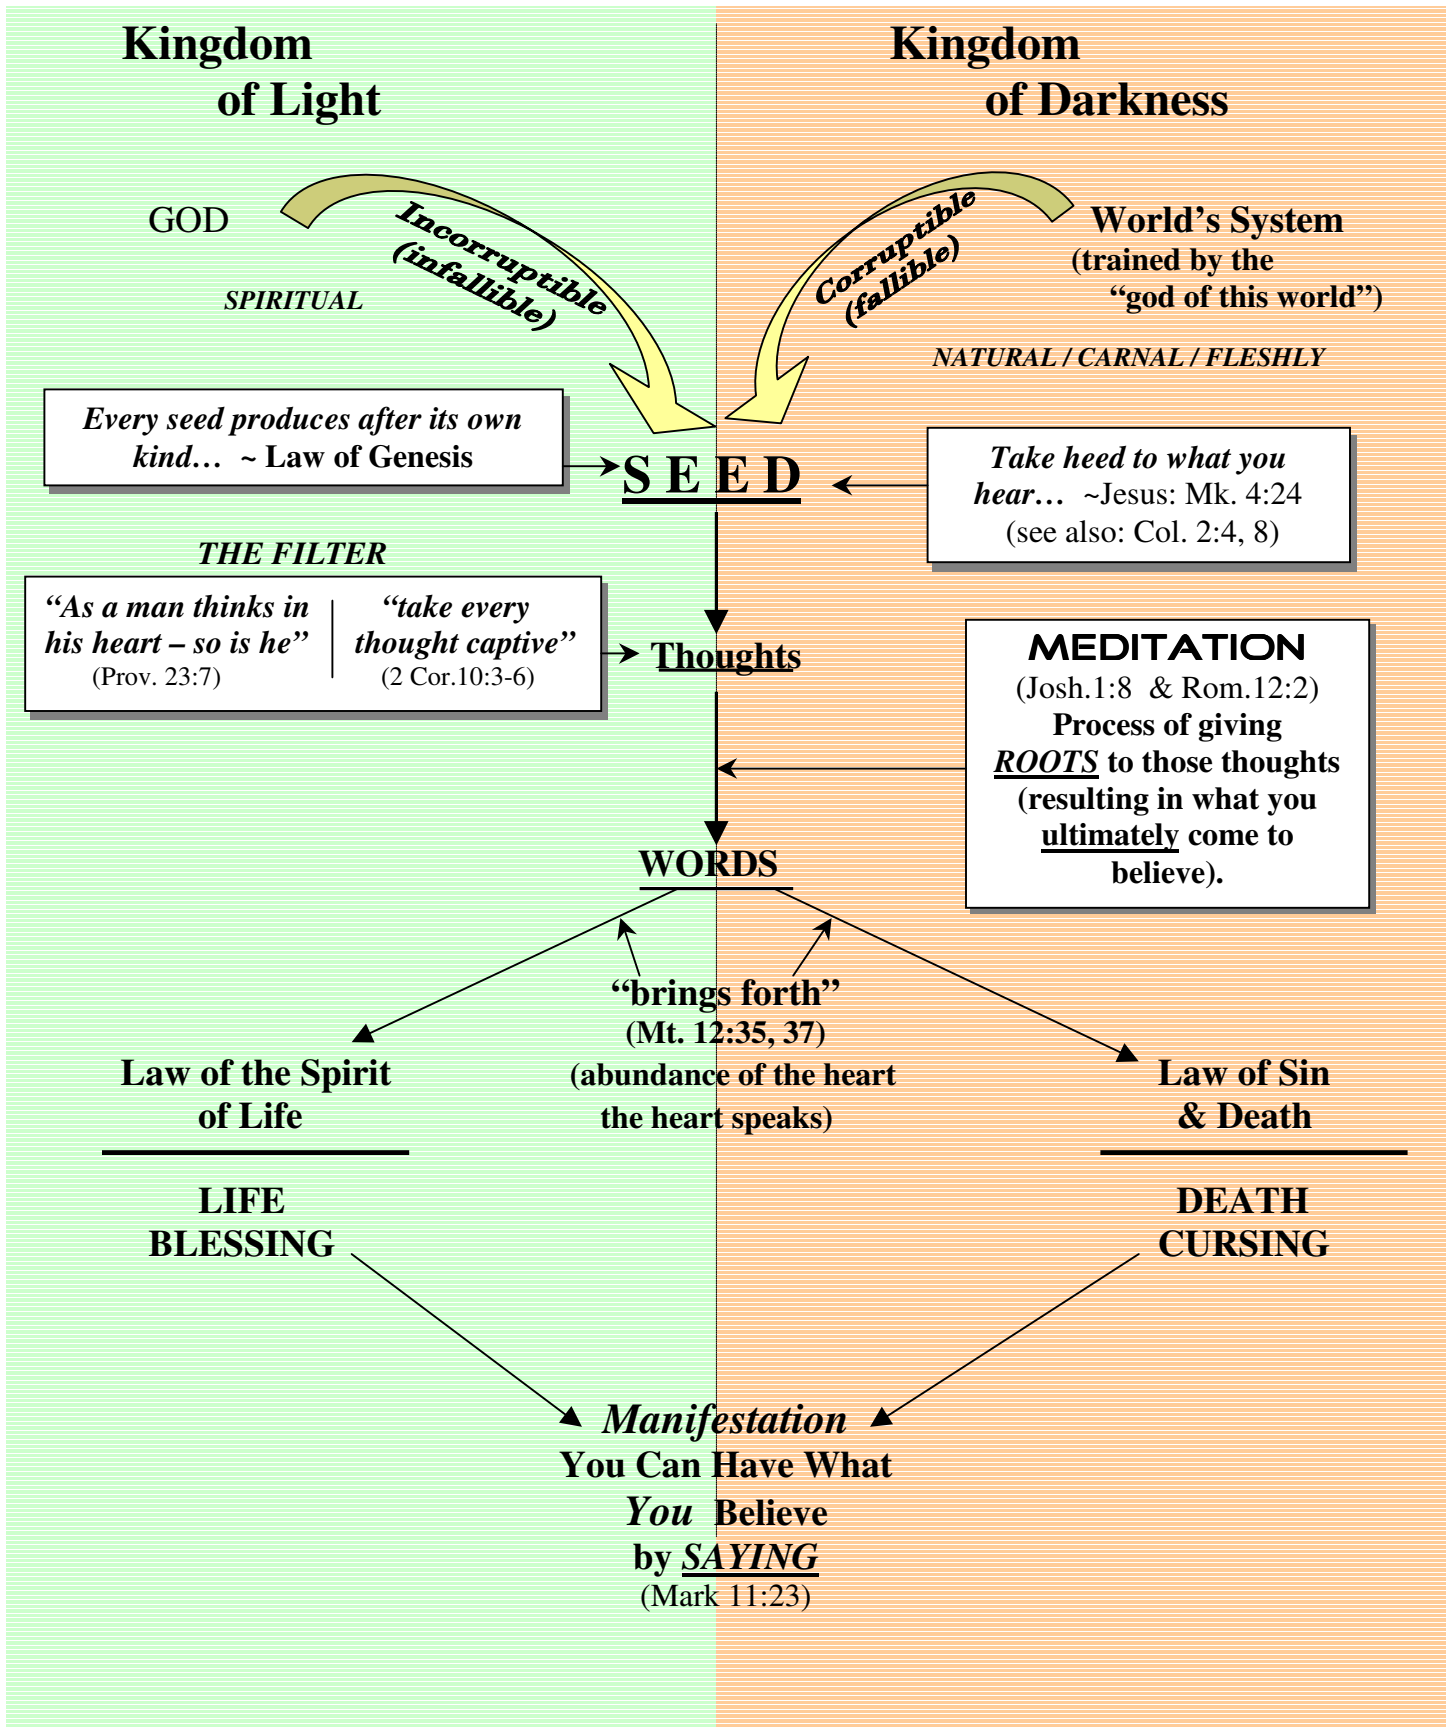 Kingdom
of Light
Kingdom
of Darkness
GOD
Incorruptible
(infallible)
SPIRITUAL
Corruptible
(fallible)
World’s System
(trained by the
“god of this world”)
NATURAL / CARNAL / FLESHLY
Every seed produces after its own
kind… ~ Law of Genesis
SEED
Take heed to what you
hear… ~Jesus: Mk. 4:24
(see also: Col. 2:4, 8)
THE FILTER
“As a man thinks in
his heart – so is he”
(Prov. 23:7)
“take every
thought captive”
(2 Cor.10:3-6)
Thoughts
MEDITATION
(Josh.1:8 & Rom.12:2)
Process of giving
ROOTS to those thoughts
(resulting in what you
ultimately come to
believe).
WORDS
“brings forth”
(Mt. 12:35, 37)
(abundance of the heart
the heart speaks)
Law of the Spirit
of Life
LIFE
BLESSING
Law of Sin
& Death
DEATH
CURSING
Manifestation
You Can Have What
You Believe
by SAYING
(Mark 11:23)